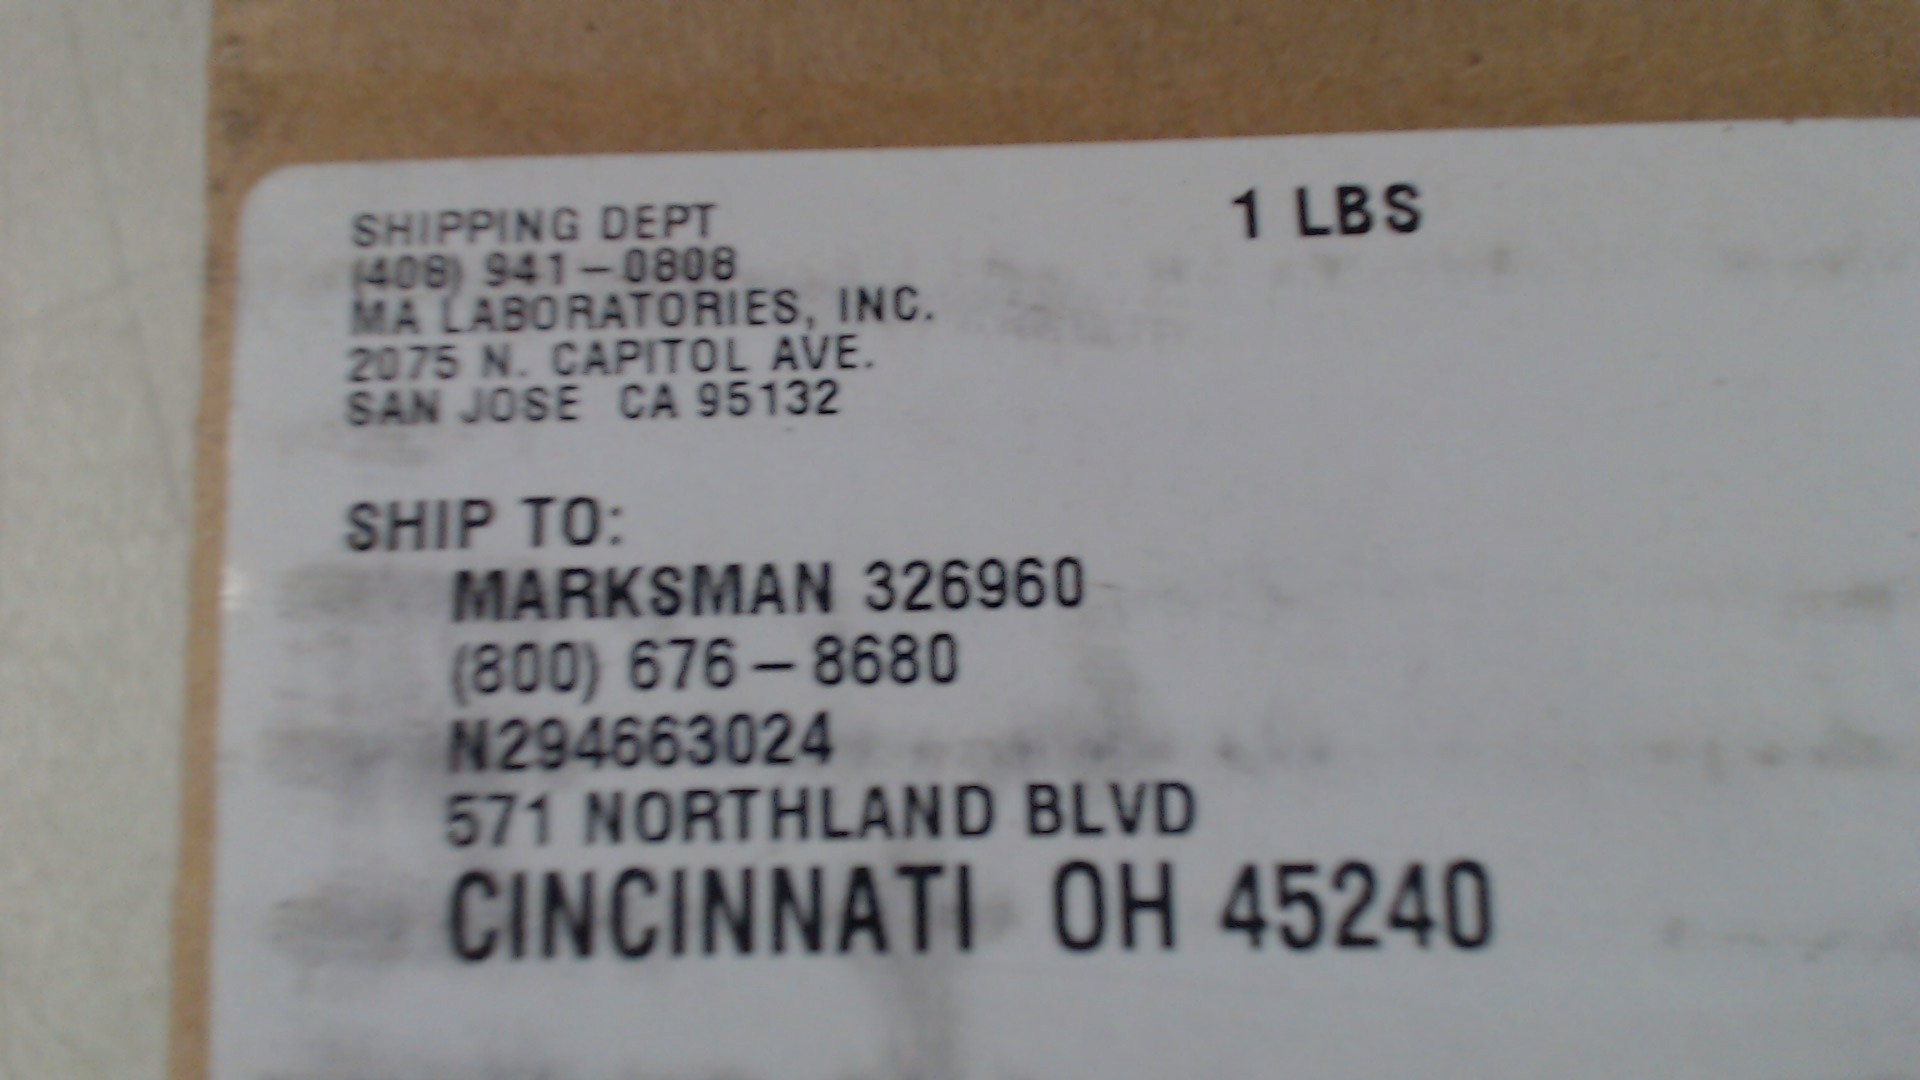 SHIPPING DEPT
1 LBS
(408) 941-0808
MA LABORATORIES, INC.
2075 N. CAPITOL AVE.
SAN JOSE CA 95132
SHIP TO:
MARKSMAN 326960
(800) 676-8680
N294663024
571 NORTHLAND BLVD
CINCINNATI OH 45240